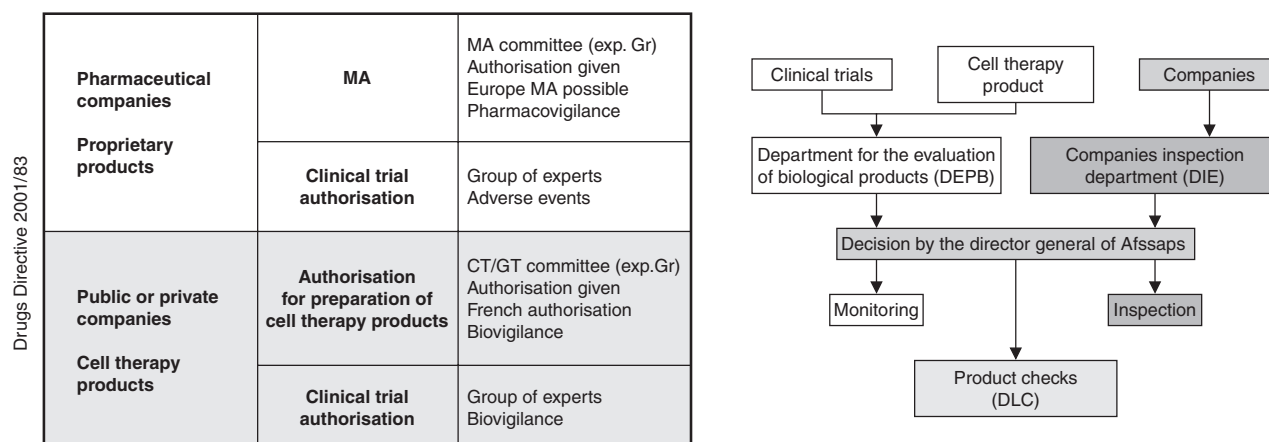 Drugs Directive 2001/83
Pharmaceutical
companies
Proprietary
products
MA
MA committee (exp. Gr)
Authorisation given
Europe MA possible
Pharmacovigilance
Clinical trial
authorisation
Group of experts
Adverse events
Public or private
companies
Cell therapy
products
Authorisation
for preparation of
cell therapy products
CT/GT committee (exp.Gr)
Authorisation given
French authorisation
Biovigilance
Clinical trial
authorisation
Group of experts
Biovigilance
Clinical trials
Cell therapy
product
Companies
Department for the evaluation
of biological products (DEPB)
Companies inspection
department (DIE)
Decision by the director general of Afssaps
Monitoring
Inspection
Product checks
(DLC)